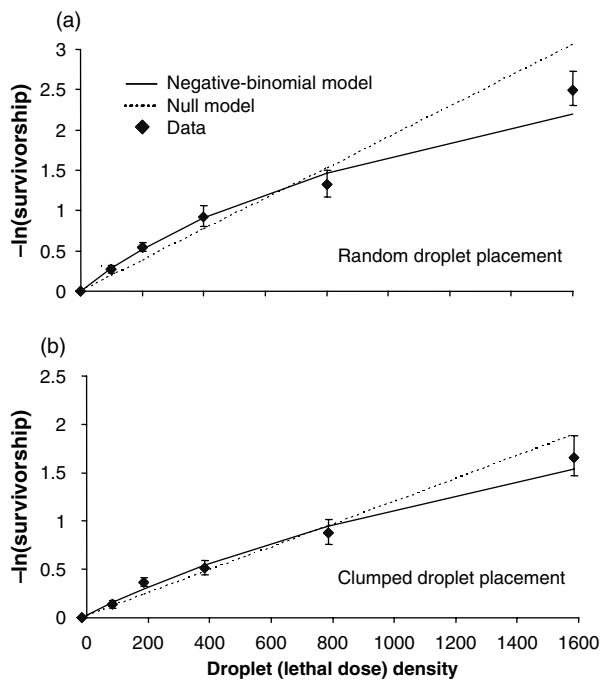 (a)
3
2.5
2
1.5
1
0.5
0
–ln(survivorship)
Negative-binomial model
Null model
Data
Random droplet placement
(b)
2.5
2
1.5
1
0.5
0
–ln(survivorship)
Clumped droplet placement
0 200 400 600 800 1000 1200 1400 1600
Droplet (lethal dose) density